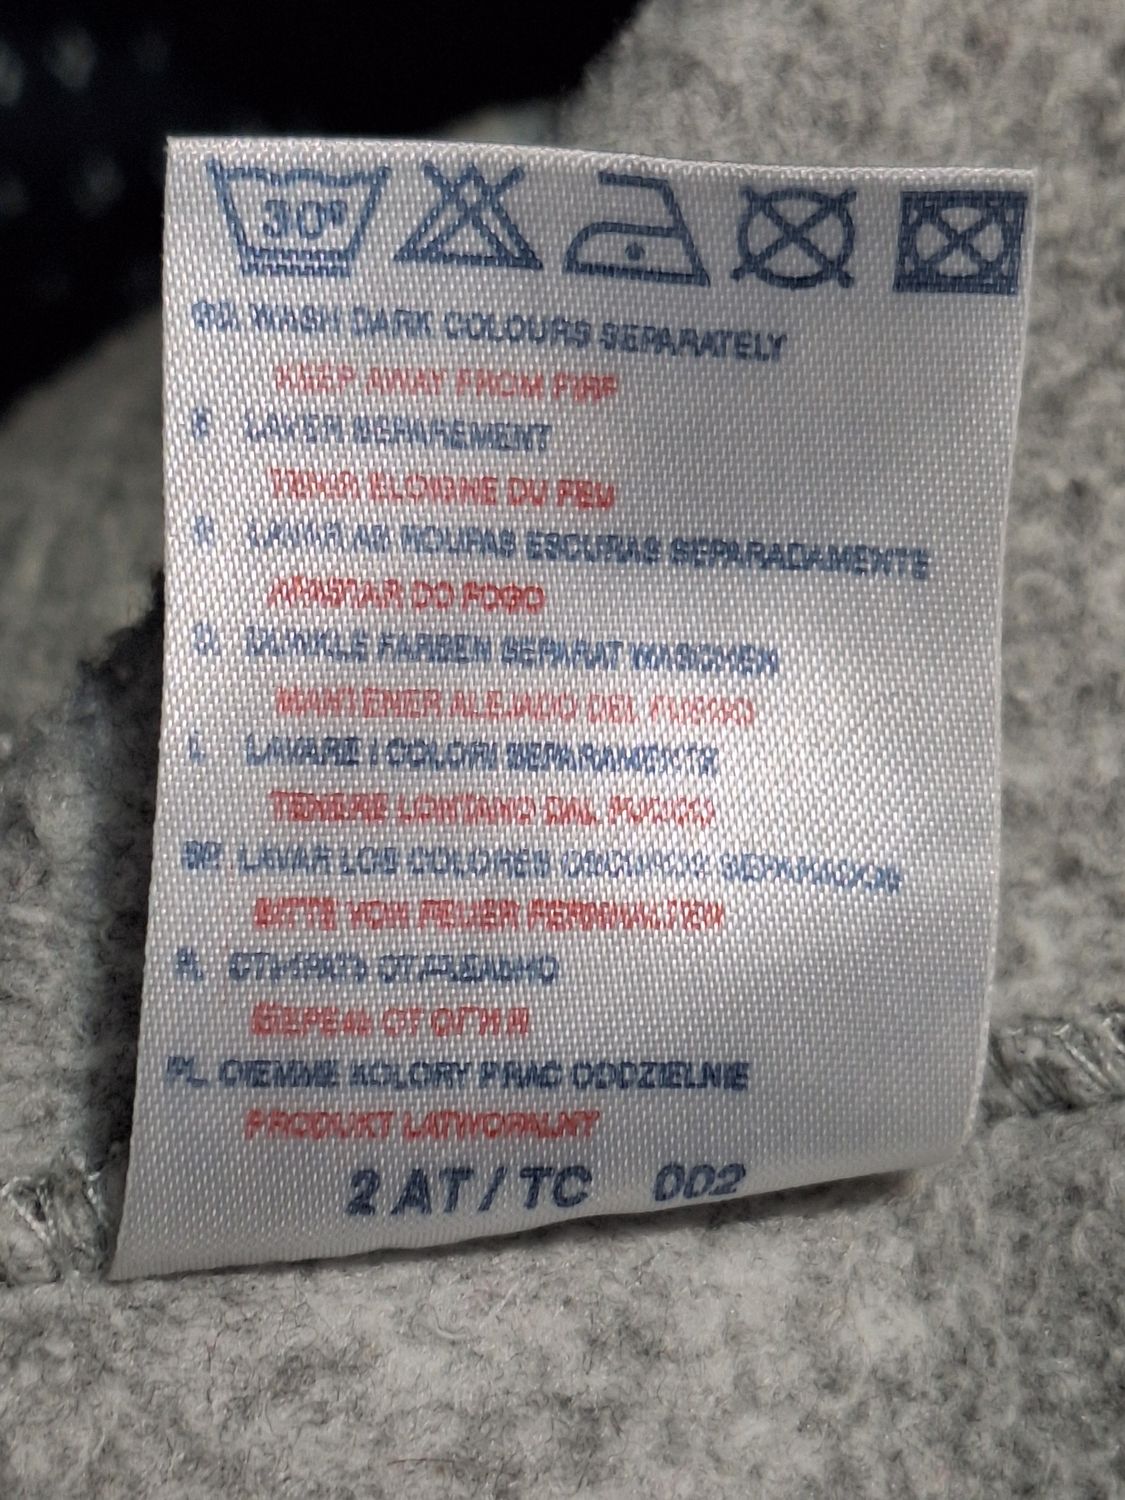 30°
GB. WASH DARK COLOURS SEPARATELY
KEEP AWAY FROM FIRE
F LAVER SEPAREMENT
TENIR ELOIGNE DU FEU
LAVAR AS ROUPAS ESCURAS SEPARADAMENTE
AFASTAR DO FOGO
D. DUNKLE FARBEN SEPARAT WASCHEN
MANTENER ALEJADO DEL FUEGO
I. LAVARE I COLORI SEPARAMENTE
TENERE LONTANO DAL FUOCO
SP. LAVAR LOS COLORES OSCUROS SEPARADOS
BITTE VON FEUER FERNHALTEN
R. СТИРАТЬ ОТДЕЛЬНО
БЕРЕЧЬ ОТ ОГНЯ
PL. CIEMNE KOLORY PRAC ODDZIELNIE
PRODUKT LATWOPALNY
2 AT / TC 002